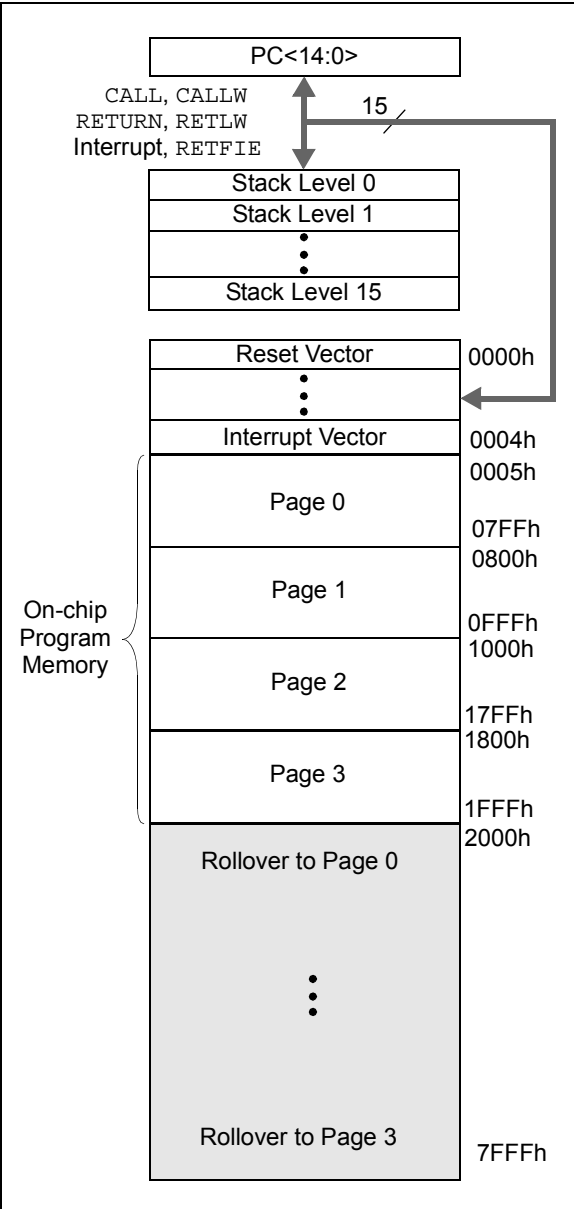 PC<14:0>
CALL, CALLW
15
RETURN, RETLW
Interrupt, RETFIE
Stack Level 0
Stack Level 1
Stack Level 15
Reset Vector
0000h
Interrupt Vector
0004h
0005h
Page 0
07FFh
0800h
Page 1
On-chip
Program
Memory
0FFFh
1000h
Page 2
17FFh
1800h
Page 3
1FFFh
2000h
Rollover to Page 0
Rollover to Page 3
7FFFh